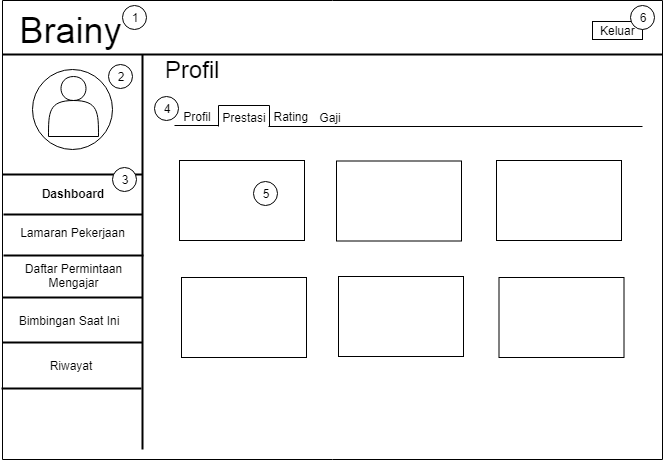 Brainy
1
6
Keluar
2
Profil
4
Profil
Prestasi
Rating
Gaji
3
Dashboard
5
Lamaran Pekerjaan
Daftar Permintaan
Mengajar
Bimbingan Saat Ini
Riwayat